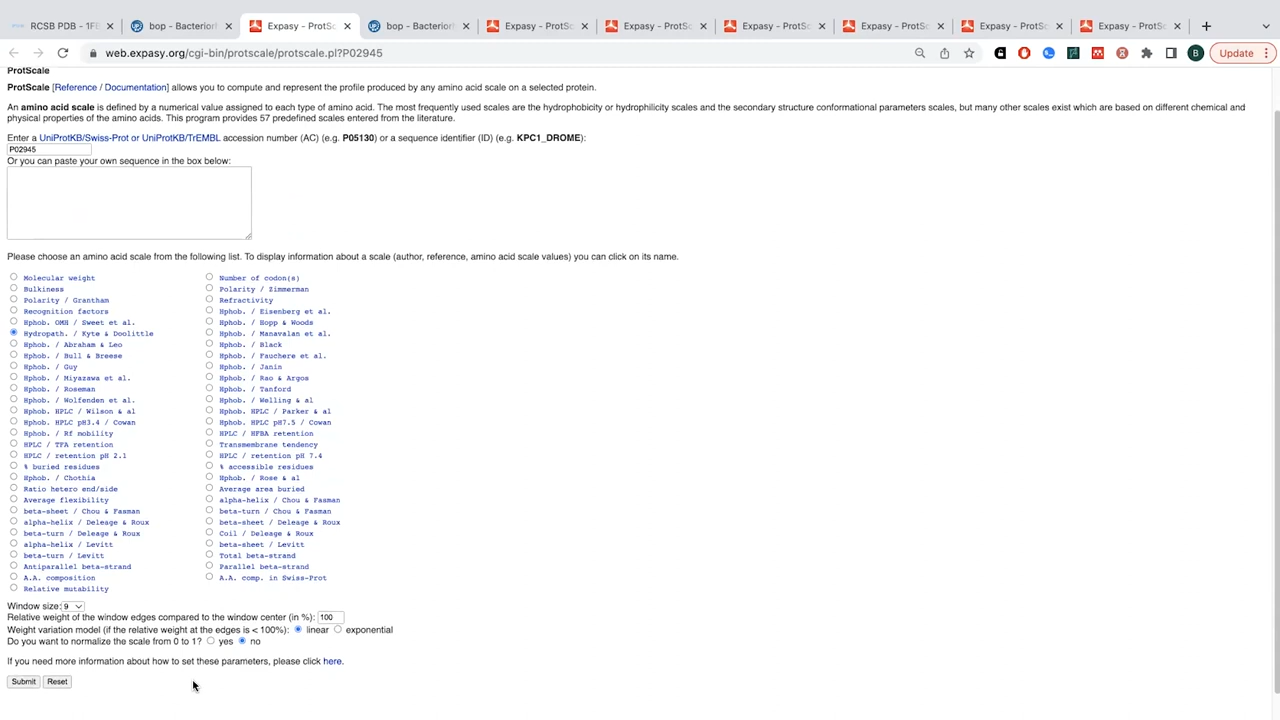 RCSB PDB - 1FE
bop - Bacteriorh
Expasy - ProtSc
bop - Bacteriorh
Expasy - ProtSc
Expasy - ProtSc
Expasy - ProtSc
Expasy - ProtSc
Expasy - ProtSc
Expasy - ProtSc
web.expasy.org/cgi-bin/protscale/protscale.pl?P02945
B
Update
ProtScale
ProtScale [Reference / Documentation] allows you to compute and represent the profile produced by any amino acid scale on a selected protein.
An amino acid scale is defined by a numerical value assigned to each type of amino acid. The most frequently used scales are the hydrophobicity or hydrophilicity scales and the secondary structure conformational parameters scales, but many other scales exist which are based on different chemical and
physical properties of the amino acids. This program provides 57 predefined scales entered from the literature.
Enter a UniProtKB/Swiss-Prot or UniProtKB/TrEMBL accession number (AC) (e.g. P05130) or a sequence identifier (ID) (e.g. KPC1_DROME):
P02945
Or you can paste your own sequence in the box below:
Please choose an amino acid scale from the following list. To display information about a scale (author, reference, amino acid scale values) you can click on its name.
Molecular weight Number of codon(s)
Bulkiness Polarity / Zimmerman
Polarity / Grantham Refractivity
Recognition factors Hphob. / Eisenberg et al.
Hphob. OMH / Sweet et al. Hphob. / Hopp & Woods
Hydropath. / Kyte & Doolittle Hphob. / Manavalan et al.
Hphob. / Abraham & Leo Hphob. / Black
Hphob. / Bull & Breese Hphob. / Fauchere et al.
Hphob. / Guy Hphob. / Janin
Hphob. / Miyazawa et al. Hphob. / Rao & Argos
Hphob. / Roseman Hphob. / Tanford
Hphob. / Wolfenden et al. Hphob. / Welling & al
Hphob. HPLC / Wilson & al Hphob. HPLC / Parker & al
Hphob. HPLC pH3.4 / Cowan Hphob. HPLC pH7.5 / Cowan
Hphob. / Rf mobility HPLC / HFBA retention
HPLC / TFA retention Transmembrane tendency
HPLC / retention pH 2.1 HPLC / retention pH 7.4
% buried residues % accessible residues
Hphob. / Chothia Hphob. / Rose & al
Ratio hetero end/side Average area buried
Average flexibility alpha-helix / Chou & Fasman
beta-sheet / Chou & Fasman beta-turn / Chou & Fasman
alpha-helix / Deleage & Roux beta-sheet / Deleage & Roux
beta-turn / Deleage & Roux Coil / Deleage & Roux
alpha-helix / Levitt beta-sheet / Levitt
beta-turn / Levitt Total beta-strand
Antiparallel beta-strand Parallel beta-strand
A.A. composition A.A. comp. in Swiss-Prot
Relative mutability
Window size: 9
Relative weight of the window edges compared to the window center (in %): 100
Weight variation model (if the relative weight at the edges is < 100%): linear exponential
Do you want to normalize the scale from 0 to 1? yes no
If you need more information about how to set these parameters, please click here.
Submit Reset